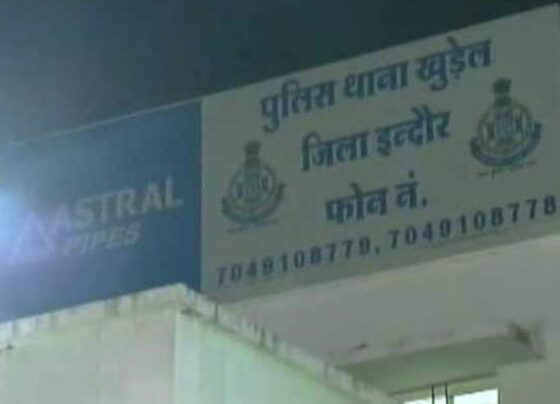 ASTRAL
PIPES
पुलिस थाना खुड़ेल
जिला इन्दौर
फोन नं.
7049108779, 7049108778